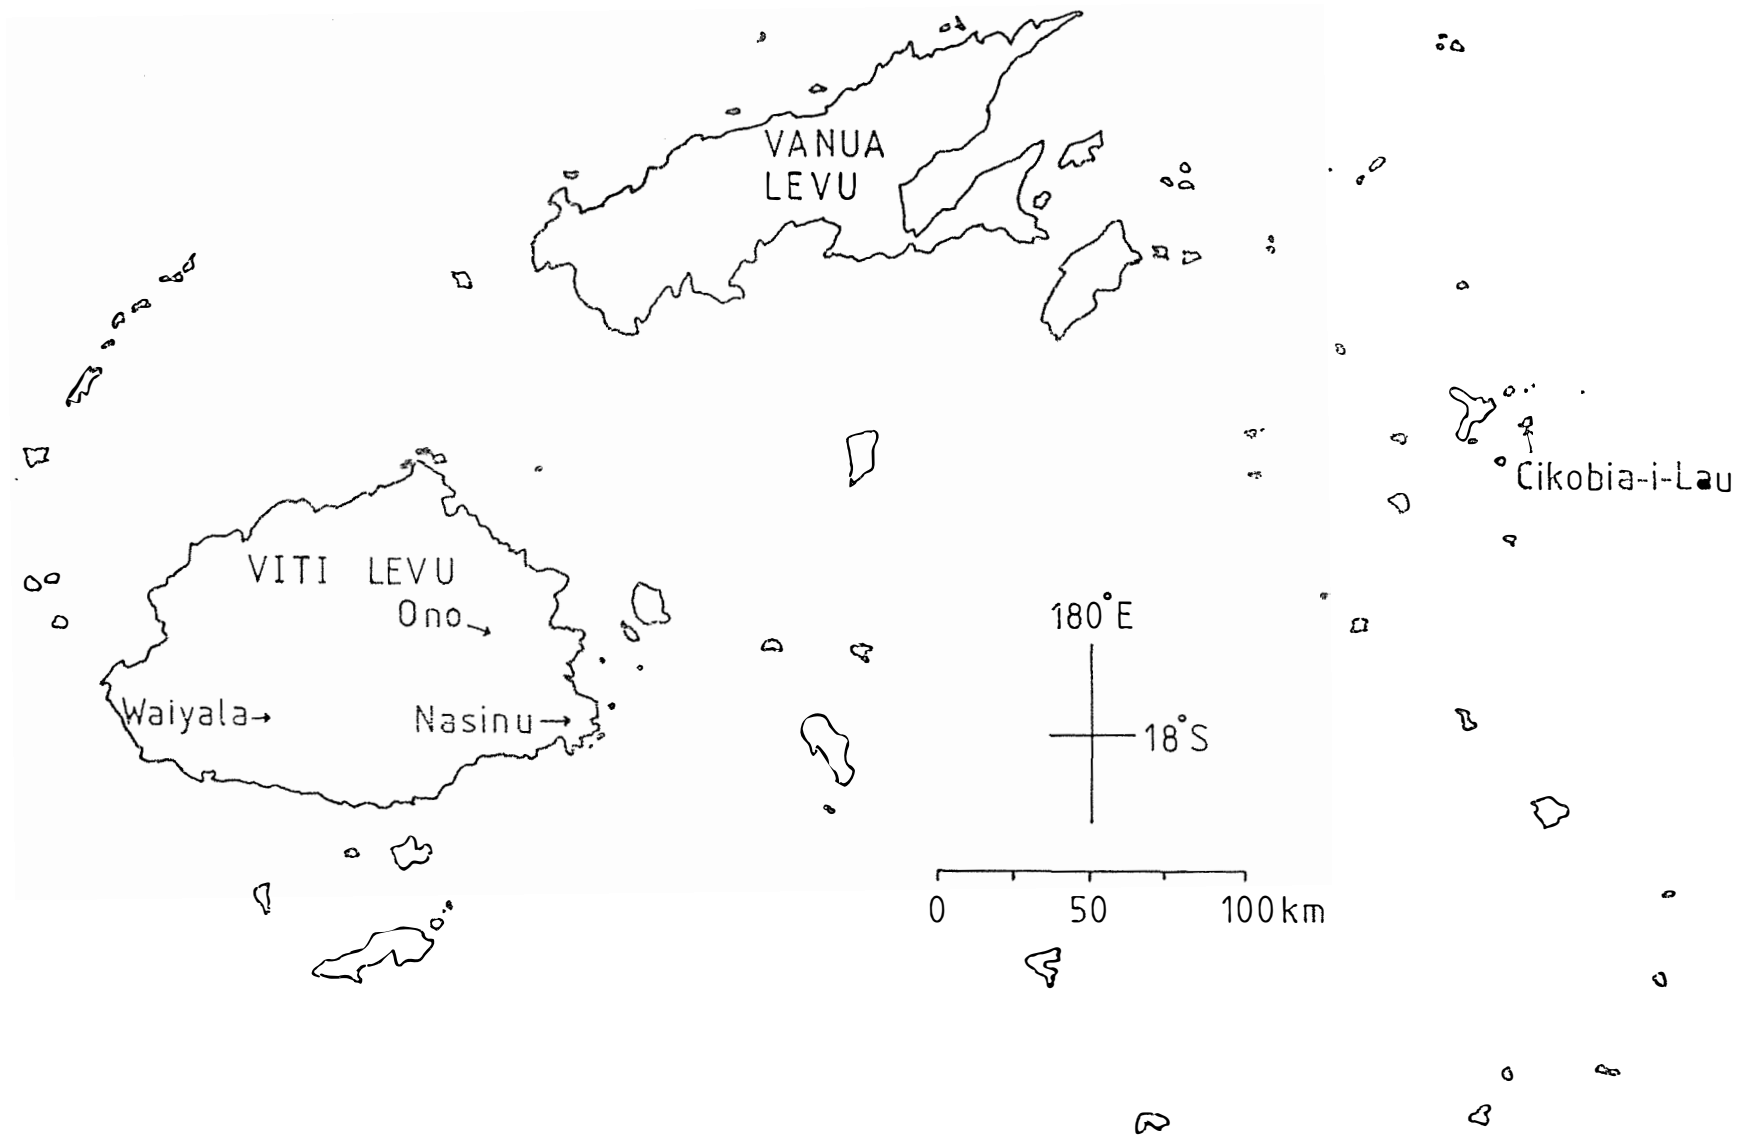 VANUA
LEVU
Cikobia-i-Lau
VITI LEVU
Ono
180°E
Waiyala
Nasinu
18°S
0 50 100km